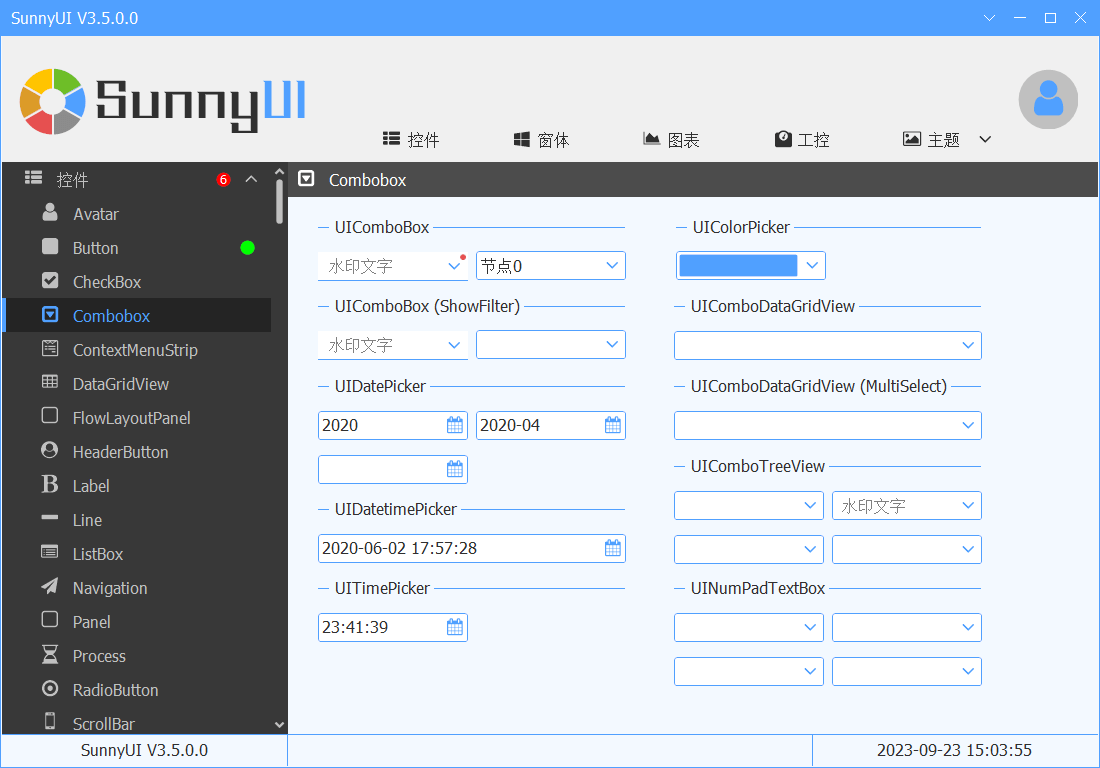 SunnyUI V3.5.0.0
SunnyUI
控件 窗体 图表 工控 主题
控件 6
Avatar
Button
CheckBox
Combobox
ContextMenuStrip
DataGridView
FlowLayoutPanel
HeaderButton
Label
Line
ListBox
Navigation
Panel
Process
RadioButton
ScrollBar
Combobox
UIComboBox
水印文字 节点0
UIComboBox (ShowFilter)
水印文字
UIDatePicker
2020 2020-04
UIDatetimePicker
2020-06-02 17:57:28
UITimePicker
23:41:39
UIColorPicker
UIComboDataGridView
UIComboDataGridView (MultiSelect)
UIComboTreeView
水印文字
UINumPadTextBox
SunnyUI V3.5.0.0
2023-09-23 15:03:55